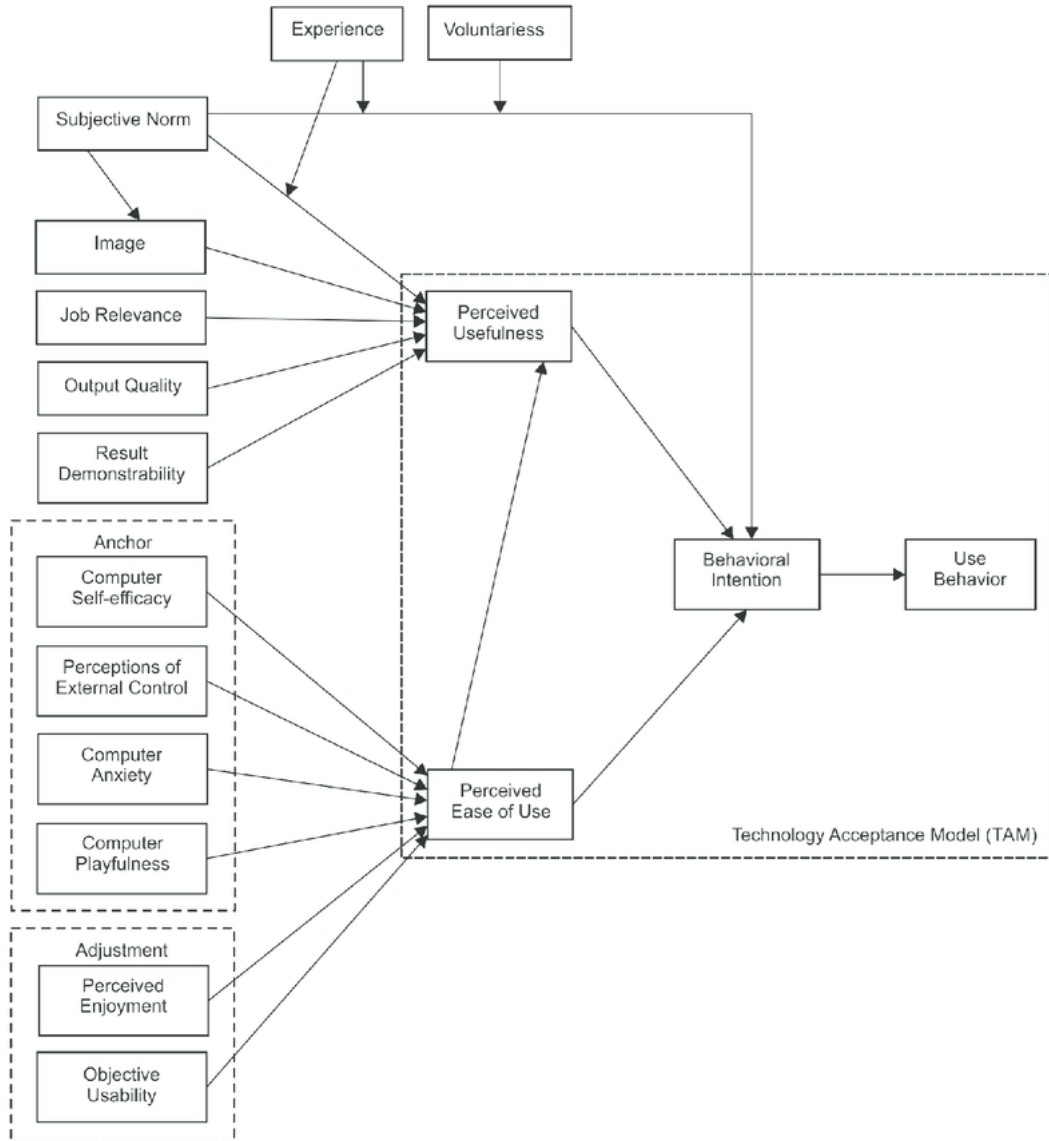 Experience
Voluntariess
Subjective Norm
Image
Job Relevance
Output Quality
Result
Demonstrability
Perceived
Usefulness
Anchor
Computer
Self-efficacy
Perceptions of
External Control
Computer
Anxiety
Computer
Playfulness
Behavioral
Intention
Use
Behavior
Perceived
Ease of Use
Technology Acceptance Model (TAM)
Adjustment
Perceived
Enjoyment
Objective
Usability